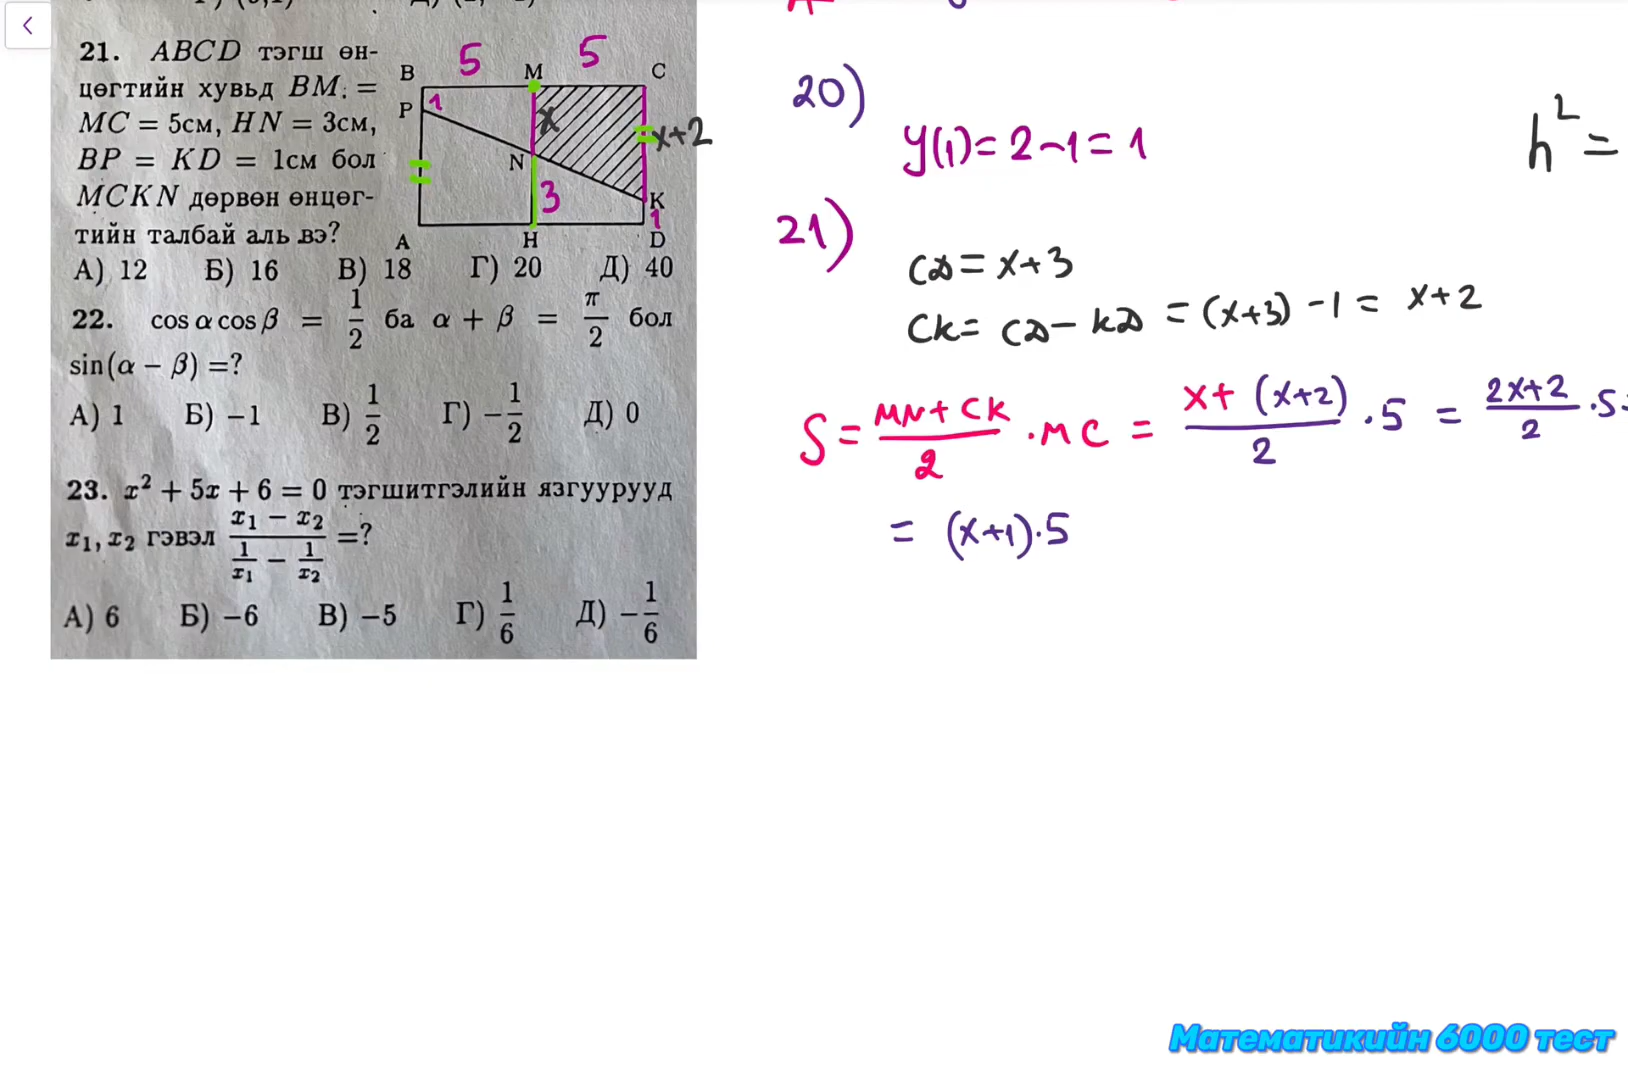 21. ABCD тэгш өн-
цөгтийн хувьд BM =
MC = 5см, HN = 3см,
BP = KD = 1см бол
MCKN дөрвөн өнцөг-
тийн талбай аль вэ?
B 5 M 5 C
P 1 x x+2
N 3 K 1
A H D
А) 12 Б) 16 В) 18 Г) 20 Д) 40
22. cos α cos β = 1/2 ба α + β = π/2 бол
sin(α − β) =?
А) 1 Б) −1 В) 1/2 Г) −1/2 Д) 0
23. x² + 5x + 6 = 0 тэгшитгэлийн язгуурууд
x₁, x₂ гэвэл (x₁ − x₂)/(1/x₁ − 1/x₂) =?
А) 6 Б) −6 В) −5 Г) 1/6 Д) −1/6
20)
y(1) = 2 − 1 = 1
h² =
21)
CD = x+3
CK = CD − KD = (x+3) − 1 = x+2
S = (MN + CK)/2 · MC = (x + (x+2))/2 · 5 = (2x+2)/2 · 5 =
= (x+1)·5
Математикийн 6000 тест